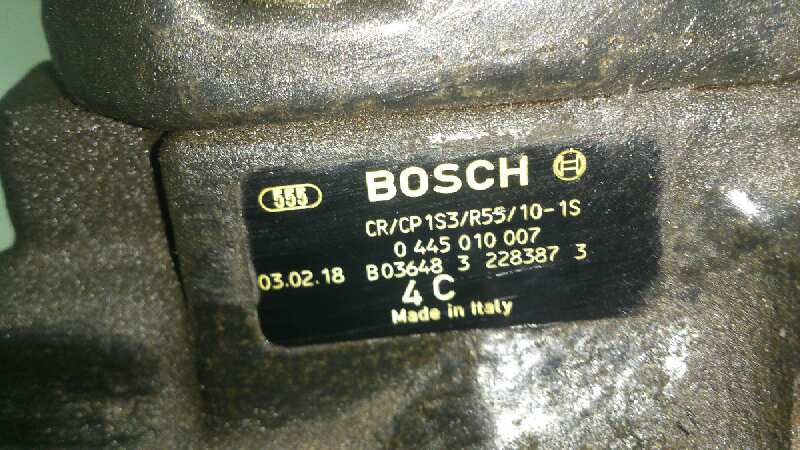 555 BOSCH
CR/CP1S3/R55/10-1S
0 445 010 007
03.02.18 B03648 3 228387 3
4 C
Made in Italy